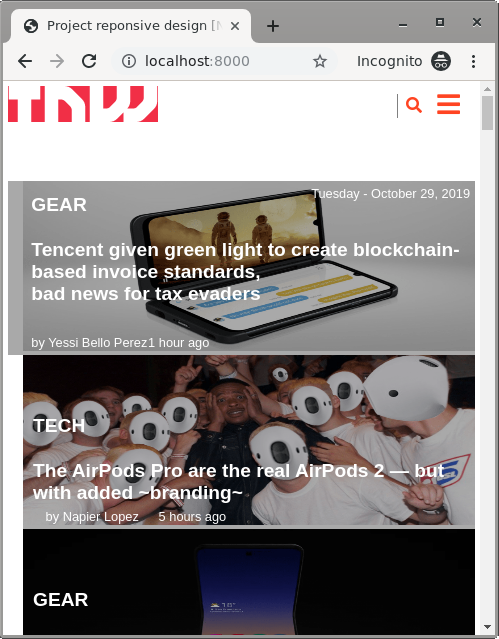 Project reponsive design [
localhost:8000
Incognito
TNW
Tuesday - October 29, 2019
GEAR
Tencent given green light to create blockchain-
based invoice standards,
bad news for tax evaders
by Yessi Bello Perez1 hour ago
TECH
The AirPods Pro are the real AirPods 2 — but
with added ~branding~
by Napier Lopez 5 hours ago
GEAR